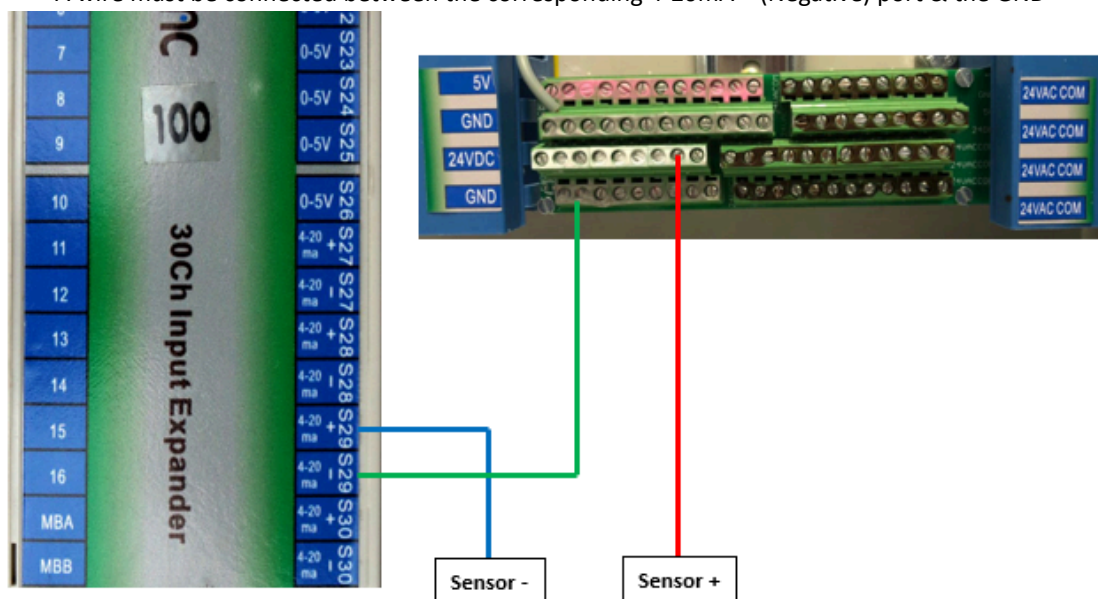 A wire must be connected between the corresponding 4-20mA "-" (Negative) port & the GND
7
8
9
10
11
12
13
14
15
16
MBA
MBB
100
30Ch Input Expander
0-5V S23
0-5V S24
0-5V S25
0-5V S26
4-20 ma + S27
4-20 ma - S27
4-20 ma + S28
4-20 ma - S28
4-20 ma + S29
4-20 ma - S29
4-20 ma + S30
4-20 ma - S30
5V
GND
24VDC
GND
24VAC COM
24VAC COM
24VAC COM
24VAC COM
Sensor -
Sensor +